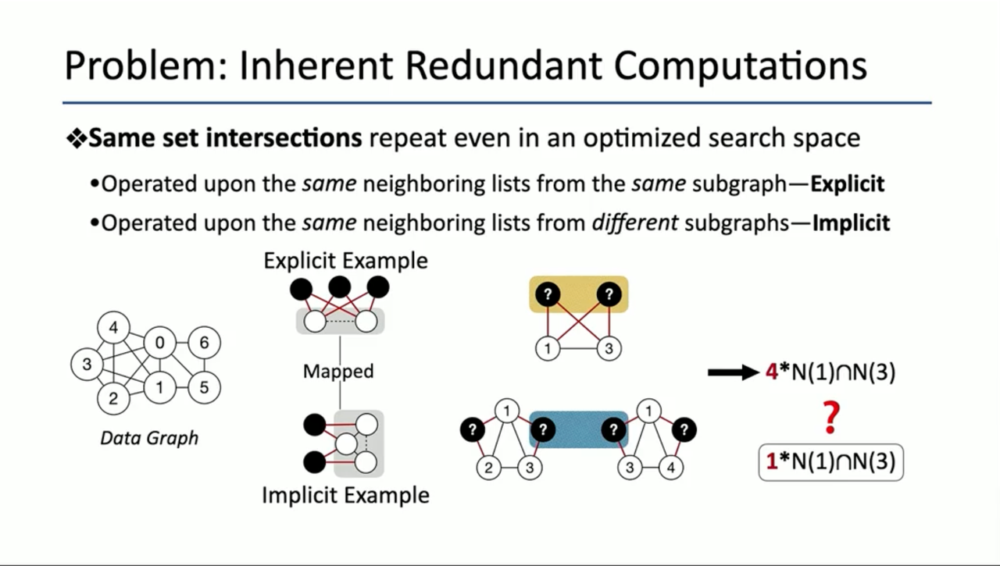 Problem: Inherent Redundant Computations
❖Same set intersections repeat even in an optimized search space
•Operated upon the same neighboring lists from the same subgraph—Explicit
•Operated upon the same neighboring lists from different subgraphs—Implicit
Explicit Example
? ?
1 3
4
0 6
3
1 5
2
Data Graph
Mapped
4*N(1)∩N(3)
?
1*N(1)∩N(3)
1 1
? ? ? ?
2 3 3 4
Implicit Example